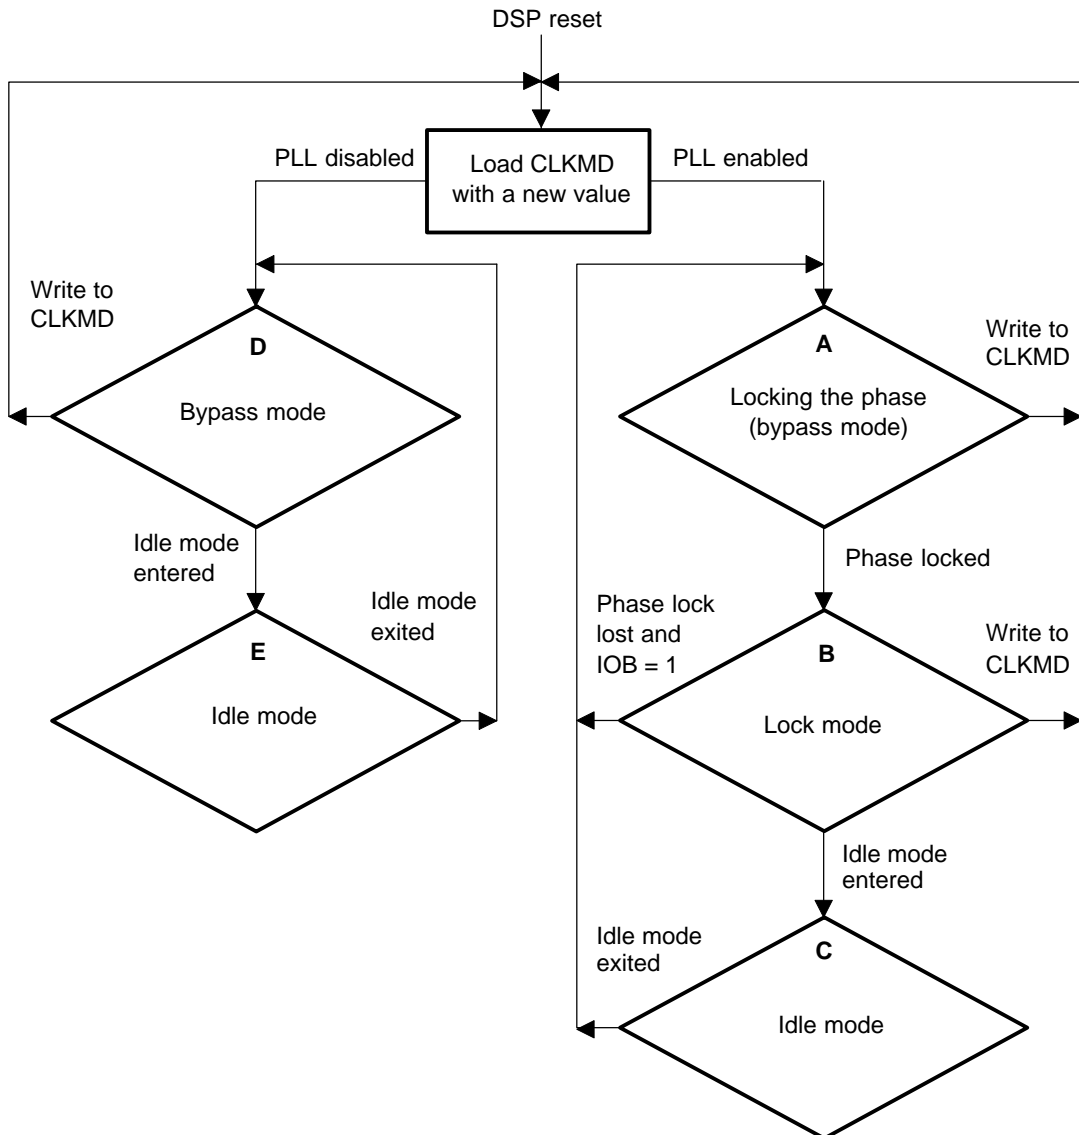 DSP reset
PLL disabled
Load CLKMD
with a new value
PLL enabled
Write to
CLKMD
D
Bypass mode
A
Locking the phase
(bypass mode)
Write to
CLKMD
Idle mode
entered
Phase locked
Idle mode
exited
E
Idle mode
Phase lock
lost and
IOB = 1
B
Lock mode
Write to
CLKMD
Idle mode
entered
Idle mode
exited
C
Idle mode